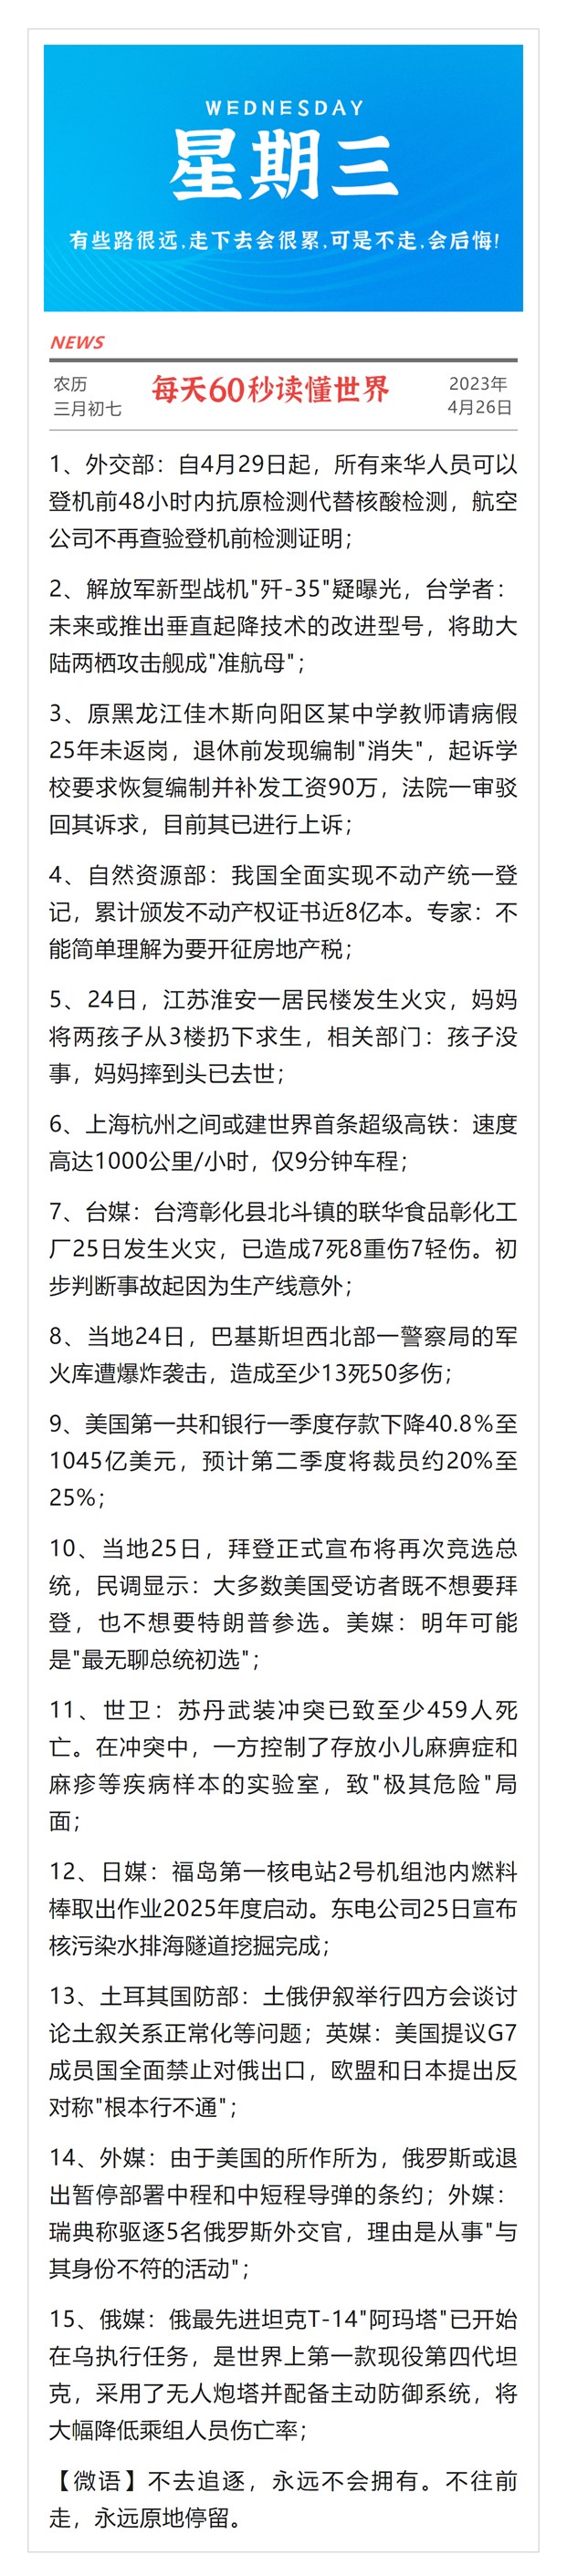 WEDNESDAY
星期三
有些路很远,走下去会很累,可是不走,会后悔!
NEWS
农历
三月初七
每天60秒读懂世界
2023年
4月26日
1、外交部：自4月29日起，所有来华人员可以
登机前48小时内抗原检测代替核酸检测，航空
公司不再查验登机前检测证明；
2、解放军新型战机"歼-35"疑曝光，台学者：
未来或推出垂直起降技术的改进型号，将助大
陆两栖攻击舰成"准航母"；
3、原黑龙江佳木斯向阳区某中学教师请病假
25年未返岗，退休前发现编制"消失"，起诉学
校要求恢复编制并补发工资90万，法院一审驳
回其诉求，目前其已进行上诉；
4、自然资源部：我国全面实现不动产统一登
记，累计颁发不动产权证书近8亿本。专家：不
能简单理解为要开征房地产税；
5、24日，江苏淮安一居民楼发生火灾，妈妈
将两孩子从3楼扔下求生，相关部门：孩子没
事，妈妈摔到头已去世；
6、上海杭州之间或建世界首条超级高铁：速度
高达1000公里/小时，仅9分钟车程；
7、台媒：台湾彰化县北斗镇的联华食品彰化工
厂25日发生火灾，已造成7死8重伤7轻伤。初
步判断事故起因为生产线意外；
8、当地24日，巴基斯坦西北部一警察局的军
火库遭爆炸袭击，造成至少13死50多伤；
9、美国第一共和银行一季度存款下降40.8%至
1045亿美元，预计第二季度将裁员约20%至
25%；
10、当地25日，拜登正式宣布将再次竞选总
统，民调显示：大多数美国受访者既不想要拜
登，也不想要特朗普参选。美媒：明年可能
是"最无聊总统初选"；
11、世卫：苏丹武装冲突已致至少459人死
亡。在冲突中，一方控制了存放小儿麻痹症和
麻疹等疾病样本的实验室，致"极其危险"局
面；
12、日媒：福岛第一核电站2号机组池内燃料
棒取出作业2025年度启动。东电公司25日宣布
核污染水排海隧道挖掘完成；
13、土耳其国防部：土俄伊叙举行四方会谈讨
论土叙关系正常化等问题；英媒：美国提议G7
成员国全面禁止对俄出口，欧盟和日本提出反
对称"根本行不通"；
14、外媒：由于美国的所作所为，俄罗斯或退
出暂停部署中程和中短程导弹的条约；外媒：
瑞典称驱逐5名俄罗斯外交官，理由是从事"与
其身份不符的活动"；
15、俄媒：俄最先进坦克T-14"阿玛塔"已开始
在乌执行任务，是世界上第一款现役第四代坦
克，采用了无人炮塔并配备主动防御系统，将
大幅降低乘组人员伤亡率；
【微语】不去追逐，永远不会拥有。不往前
走，永远原地停留。